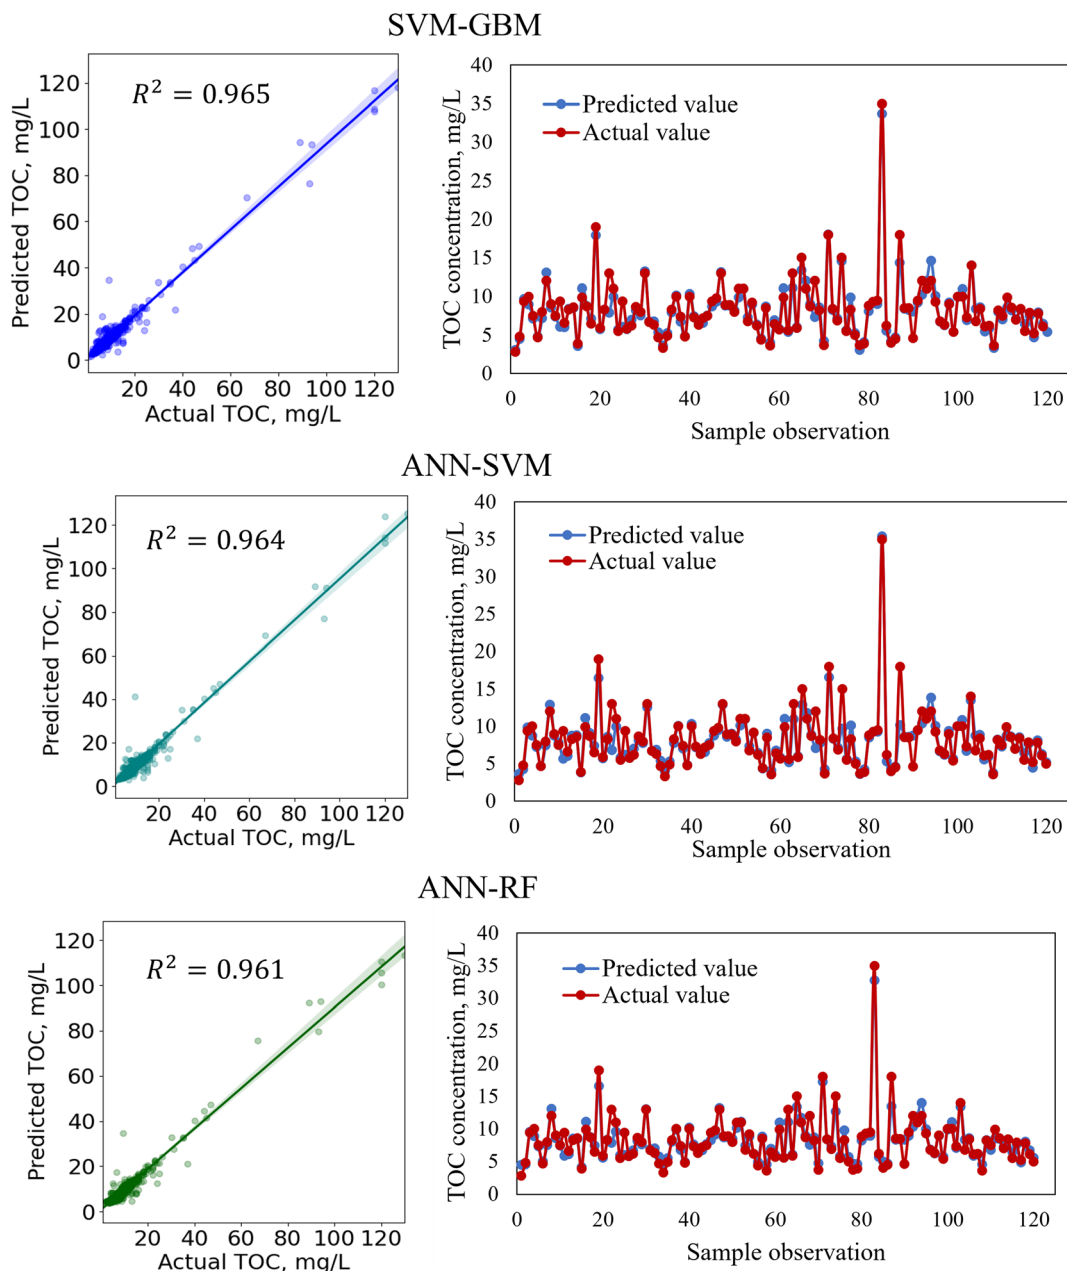 SVM-GBM
Predicted TOC, mg/L
120
100
80
60
40
20
0
R² = 0.965
20 40 60 80 100 120
Actual TOC, mg/L
TOC concentration, mg/L
40
35
30
25
20
15
10
5
0
Predicted value
Actual value
0 20 40 60 80 100 120
Sample observation
ANN-SVM
Predicted TOC, mg/L
120
100
80
60
40
20
0
R² = 0.964
20 40 60 80 100 120
Actual TOC, mg/L
TOC concentration, mg/L
40
35
30
25
20
15
10
5
0
Predicted value
Actual value
0 20 40 60 80 100 120
Sample observation
ANN-RF
Predicted TOC, mg/L
120
100
80
60
40
20
0
R² = 0.961
20 40 60 80 100 120
Actual TOC, mg/L
TOC concentration, mg/L
40
35
30
25
20
15
10
5
0
Predicted value
Actual value
0 20 40 60 80 100 120
Sample observation